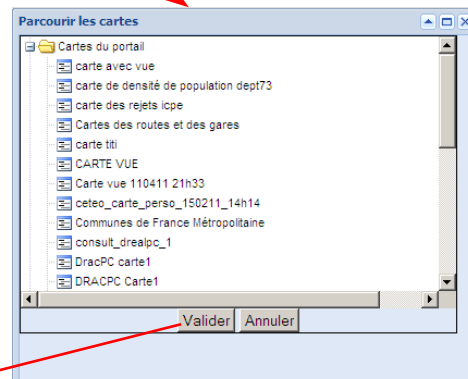 Parcourir les cartes
Cartes du portail
carte avec vue
carte de densité de population dept73
carte des rejets icpe
Cartes des routes et des gares
carte titi
CARTE VUE
Carte vue 110411 21h33
ceteo_carte_perso_150211_14h14
Communes de France Métropolitaine
consult_drealpc_1
DracPC carte1
DRACPC Carte1
Valider Annuler